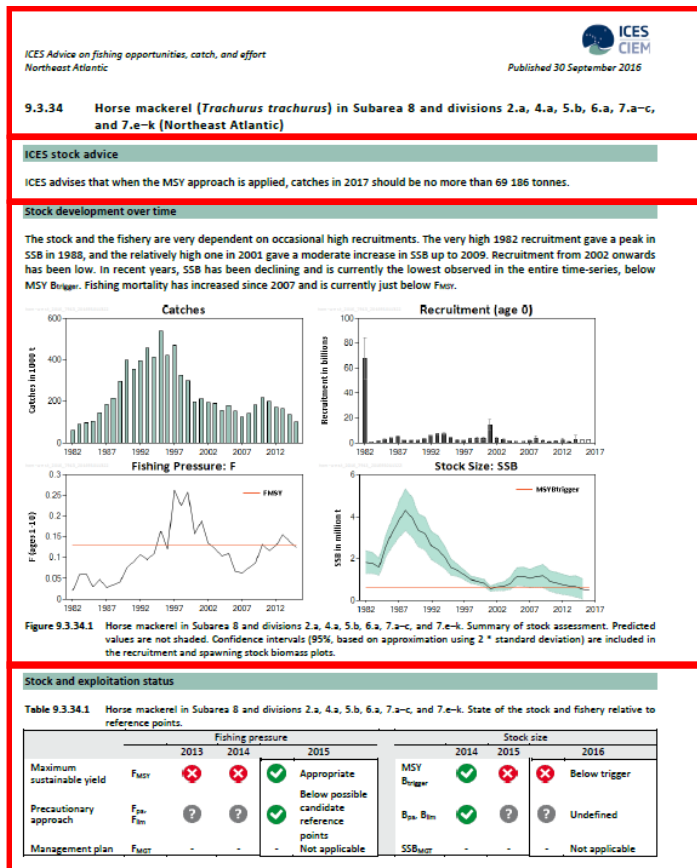 ICES Advice on fishing opportunities, catch, and effort
Northeast Atlantic
ICES
CIEM
Published 30 September 2016
9.3.34 Horse mackerel (Trachurus trachurus) in Subarea 8 and divisions 2.a, 4.a, 5.b, 6.a, 7.a–c,
and 7.e–k (Northeast Atlantic)
ICES stock advice
ICES advises that when the MSY approach is applied, catches in 2017 should be no more than 69 186 tonnes.
Stock development over time
The stock and the fishery are very dependent on occasional high recruitments. The very high 1982 recruitment gave a peak in
SSB in 1988, and the relatively high one in 2001 gave a moderate increase in SSB up to 2009. Recruitment from 2002 onwards
has been low. In recent years, SSB has been declining and is currently the lowest observed in the entire time-series, below
MSY Btrigger. Fishing mortality has increased since 2007 and is currently just below FMSY.
Catches
Catches in 1000 t
600
400
200
0
1982 1987 1992 1997 2002 2007 2012
Recruitment (age 0)
Recruitment in billions
100
80
60
40
20
0
1982 1987 1992 1997 2002 2007 2012 2017
Fishing Pressure: F
F (ages 1-10)
0.3
0.25
0.2
0.15
0.1
0.05
0
FMSY
1982 1987 1992 1997 2002 2007 2012
Stock Size: SSB
SSB in million t
6
4
2
0
MSYBtrigger
1982 1987 1992 1997 2002 2007 2012 2017
Figure 9.3.34.1 Horse mackerel in Subarea 8 and divisions 2.a, 4.a, 5.b, 6.a, 7.a–c, and 7.e–k. Summary of stock assessment. Predicted
values are not shaded. Confidence intervals (95%, based on approximation using 2 * standard deviation) are included in
the recruitment and spawning stock biomass plots.
Stock and exploitation status
Table 9.3.34.1 Horse mackerel in Subarea 8 and divisions 2.a, 4.a, 5.b, 6.a, 7.a–c, and 7.e–k. State of the stock and fishery relative to
reference points.
Fishing pressure Stock size
2013 2014 2015 2014 2015 2016
Maximum sustainable yield FMSY Appropriate MSY Btrigger Below trigger
Precautionary approach Fpa, Flim Below possible candidate reference points Bpa, Blim Undefined
Management plan FMGT - - - Not applicable SSBMGT - - - Not applicable